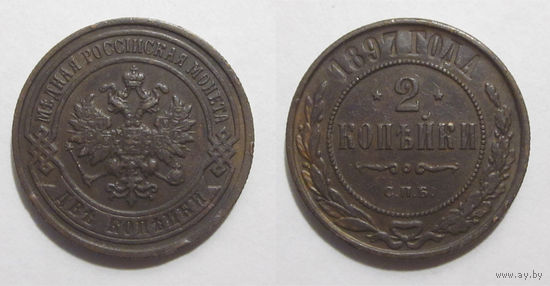 МѢДНАЯ РОССІЙСКАЯ МОНЕТА
ДВѢ КОПѢЙКИ
1897 ГОДА
2
КОПѢЙКИ
С.П.Б.
www.ay.by